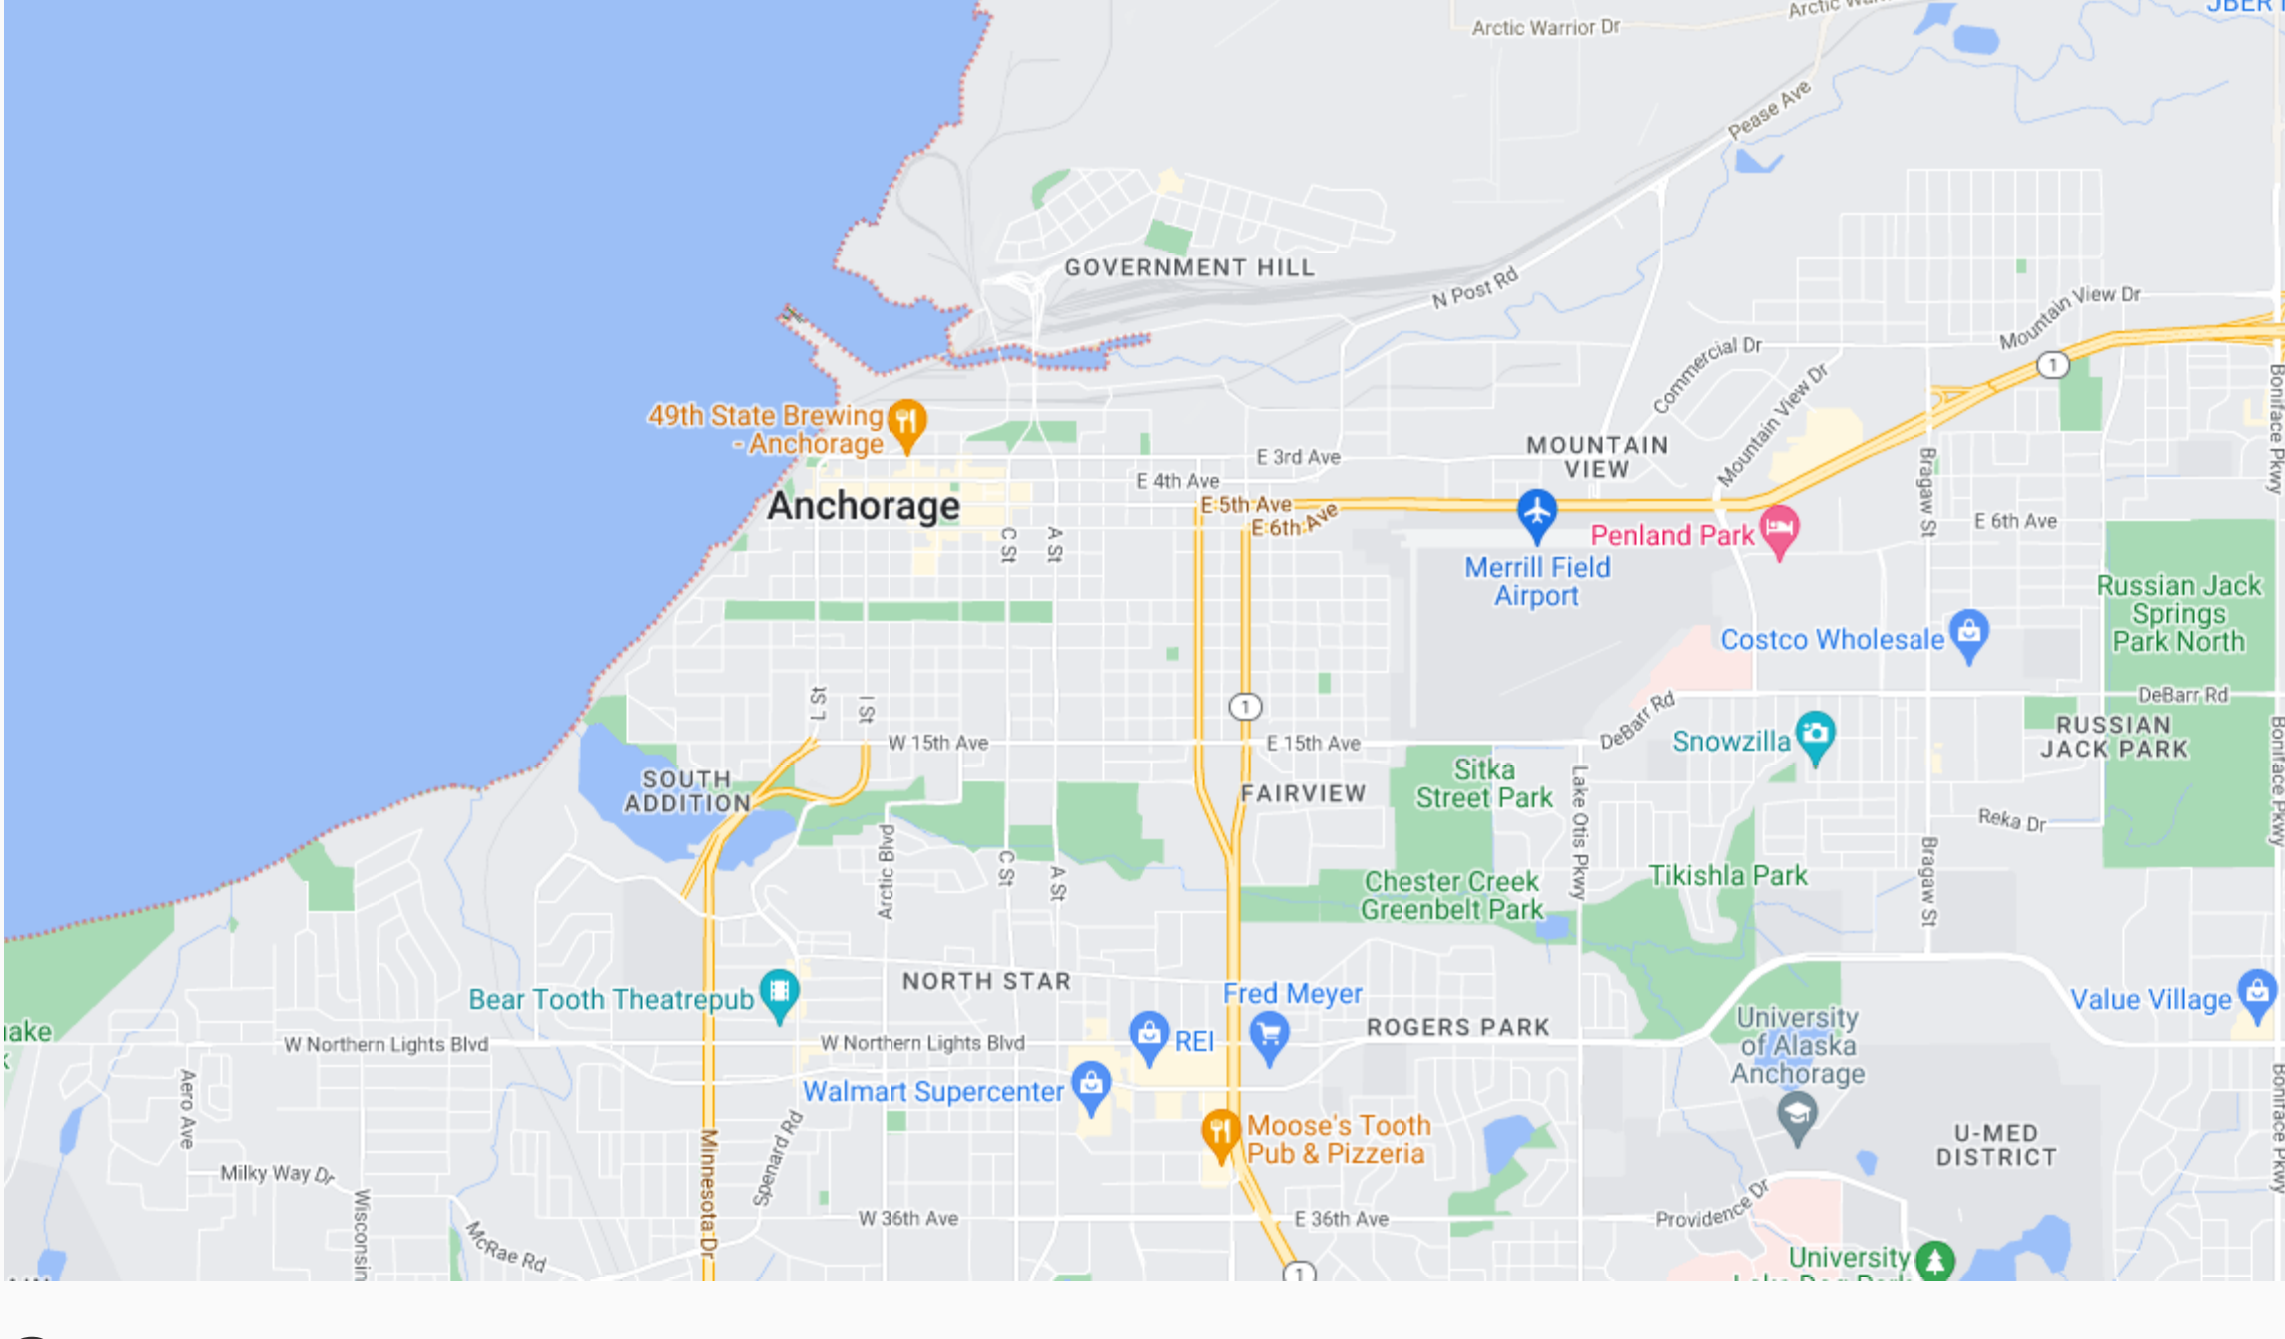 JBER
Arctic Warrior Dr
Pease Ave
GOVERNMENT HILL
N Post Rd
Mountain View Dr
Commercial Dr
1
Mountain View Dr
Boniface Pkwy
49th State Brewing
- Anchorage
MOUNTAIN
VIEW
E 3rd Ave
E 4th Ave
Bragaw St
Anchorage
E 5th Ave
E 6th Ave
E 6th Ave
C St
A St
Penland Park
Merrill Field
Airport
Russian Jack
Springs
Park North
Costco Wholesale
L St
I St
1
DeBarr Rd
DeBarr Rd
W 15th Ave
E 15th Ave
Snowzilla
RUSSIAN
JACK PARK
Boniface Pkwy
SOUTH
ADDITION
FAIRVIEW
Sitka
Street Park
Lake Otis Pkwy
Reka Dr
Arctic Blvd
C St
A St
Chester Creek
Greenbelt Park
Tikishla Park
Bragaw St
NORTH STAR
Bear Tooth Theatrepub
Fred Meyer
Value Village
ROGERS PARK
University
of Alaska
Anchorage
W Northern Lights Blvd
W Northern Lights Blvd
REI
Walmart Supercenter
Aero Ave
Boniface Pkwy
Moose's Tooth
Pub & Pizzeria
U-MED
DISTRICT
Minnesota Dr
Spenard Rd
Milky Way Dr
Wisconsin
McRae Rd
W 36th Ave
E 36th Ave
Providence Dr
1
University